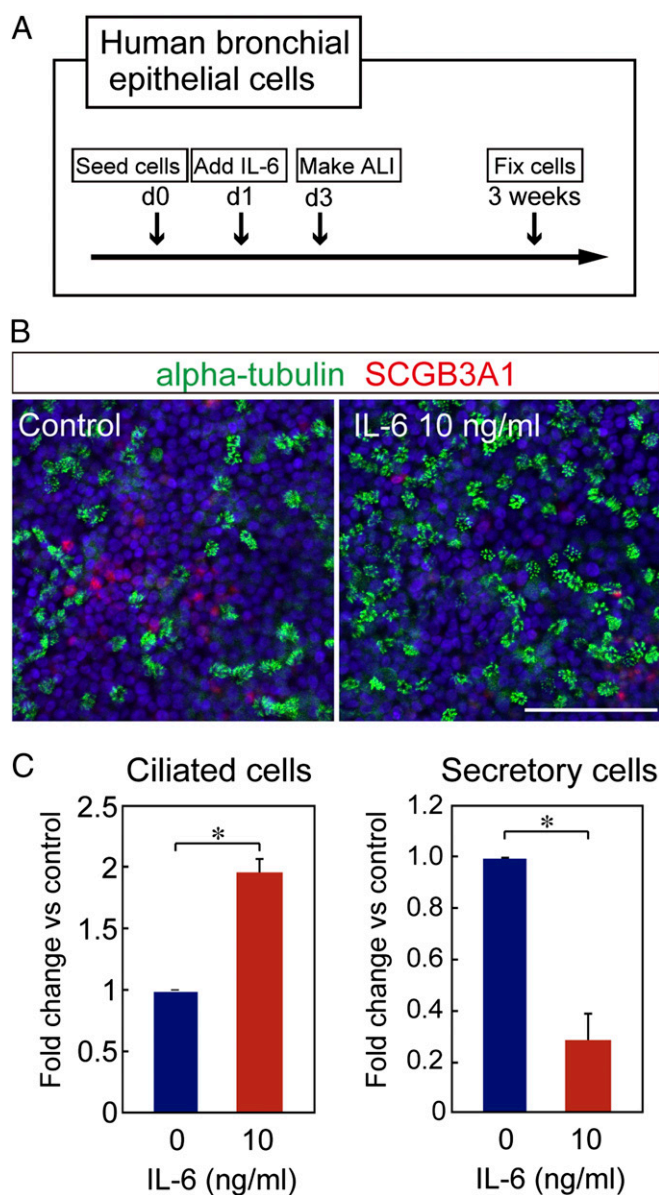 A
Human bronchial
epithelial cells
Seed cells Add IL-6 Make ALI Fix cells
d0 d1 d3 3 weeks
B
alpha-tubulin SCGB3A1
Control IL-6 10 ng/ml
C
Ciliated cells
Fold change vs control
2.5
2
1.5
1
0.5
0
*
0 10
IL-6 (ng/ml)
Secretory cells
Fold change vs control
1.2
1.0
0.8
0.6
0.4
0.2
0
*
0 10
IL-6 (ng/ml)